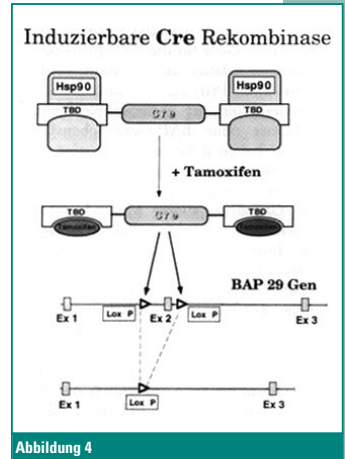 Induzierbare Cre Rekombinase
Hsp90 Hsp90
TBD Cre TBD
+ Tamoxifen
TBD Cre TBD
Tamoxifen Tamoxifen
BAP 29 Gen
Ex 1 Lox P Ex 2 Lox P Ex 3
Ex 1 Lox P Ex 3
Abbildung 4